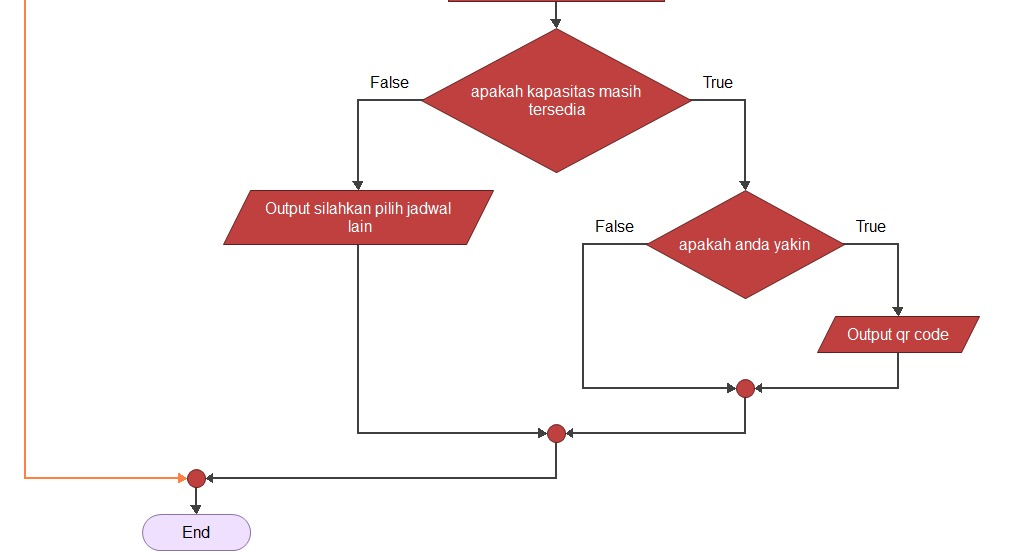 False
True
apakah kapasitas masih
tersedia
Output silahkan pilih jadwal
lain
False
True
apakah anda yakin
Output qr code
End